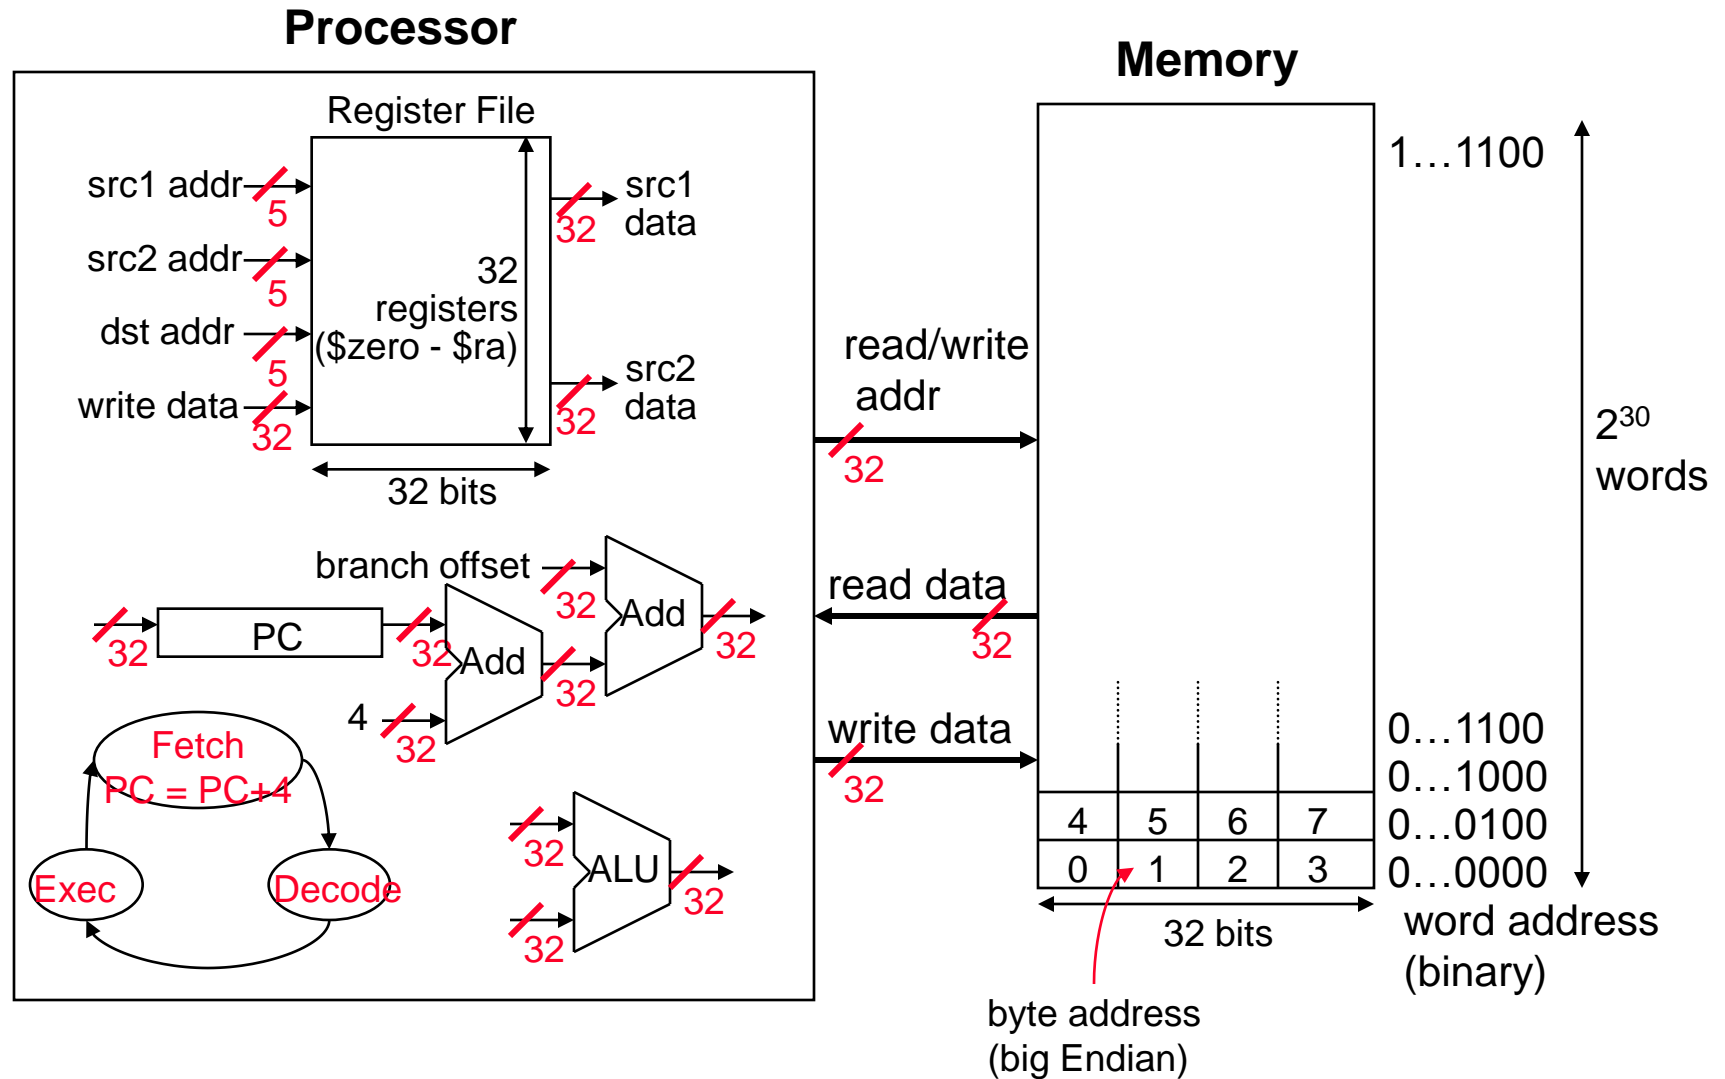 Processor
Memory
Register File
src1 addr
5
src2 addr
5
dst addr
5
write data
32
32
registers
($zero - $ra)
32 bits
src1
data
32
src2
data
32
branch offset
32
Add
32
32
PC
32
Add
32
4
32
Fetch
PC = PC+4
Exec
Decode
32
ALU
32
32
read/write
addr
32
read data
32
write data
32
1…1100
2³⁰
words
0…1100
0…1000
4 5 6 7 0…0100
0 1 2 3 0…0000
32 bits
word address
(binary)
byte address
(big Endian)